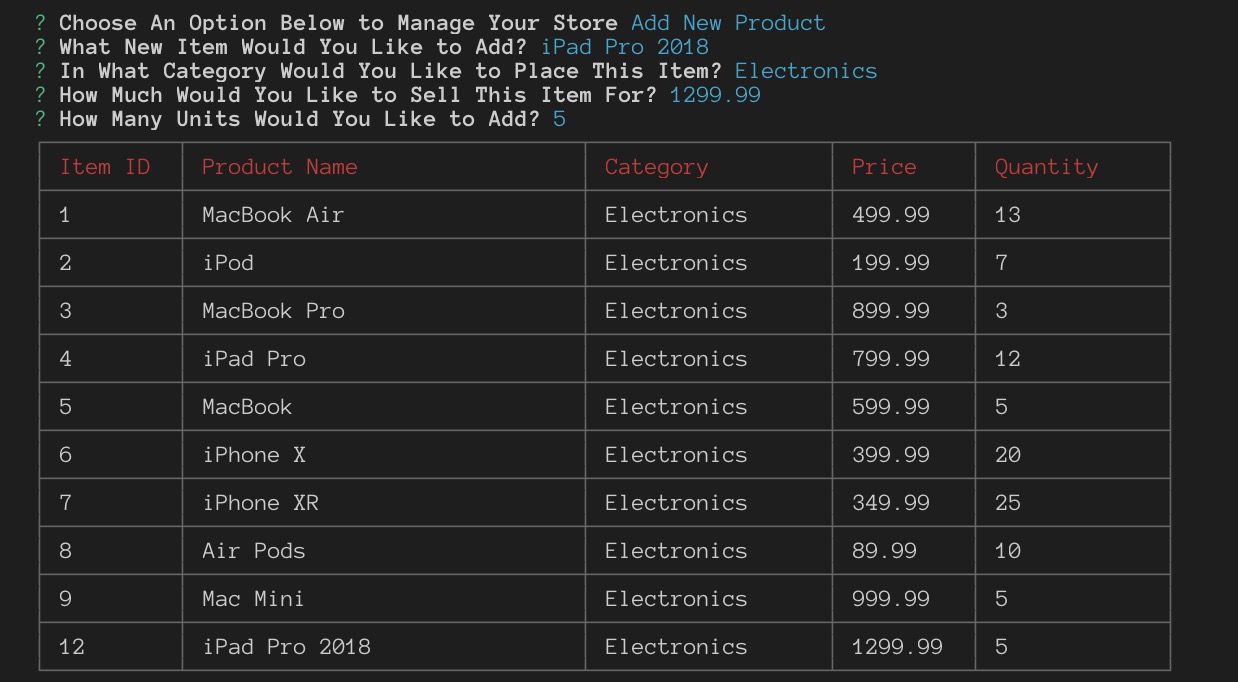 ? Choose An Option Below to Manage Your Store Add New Product
? What New Item Would You Like to Add? iPad Pro 2018
? In What Category Would You Like to Place This Item? Electronics
? How Much Would You Like to Sell This Item For? 1299.99
? How Many Units Would You Like to Add? 5
Item ID Product Name Category Price Quantity
1 MacBook Air Electronics 499.99 13
2 iPod Electronics 199.99 7
3 MacBook Pro Electronics 899.99 3
4 iPad Pro Electronics 799.99 12
5 MacBook Electronics 599.99 5
6 iPhone X Electronics 399.99 20
7 iPhone XR Electronics 349.99 25
8 Air Pods Electronics 89.99 10
9 Mac Mini Electronics 999.99 5
12 iPad Pro 2018 Electronics 1299.99 5